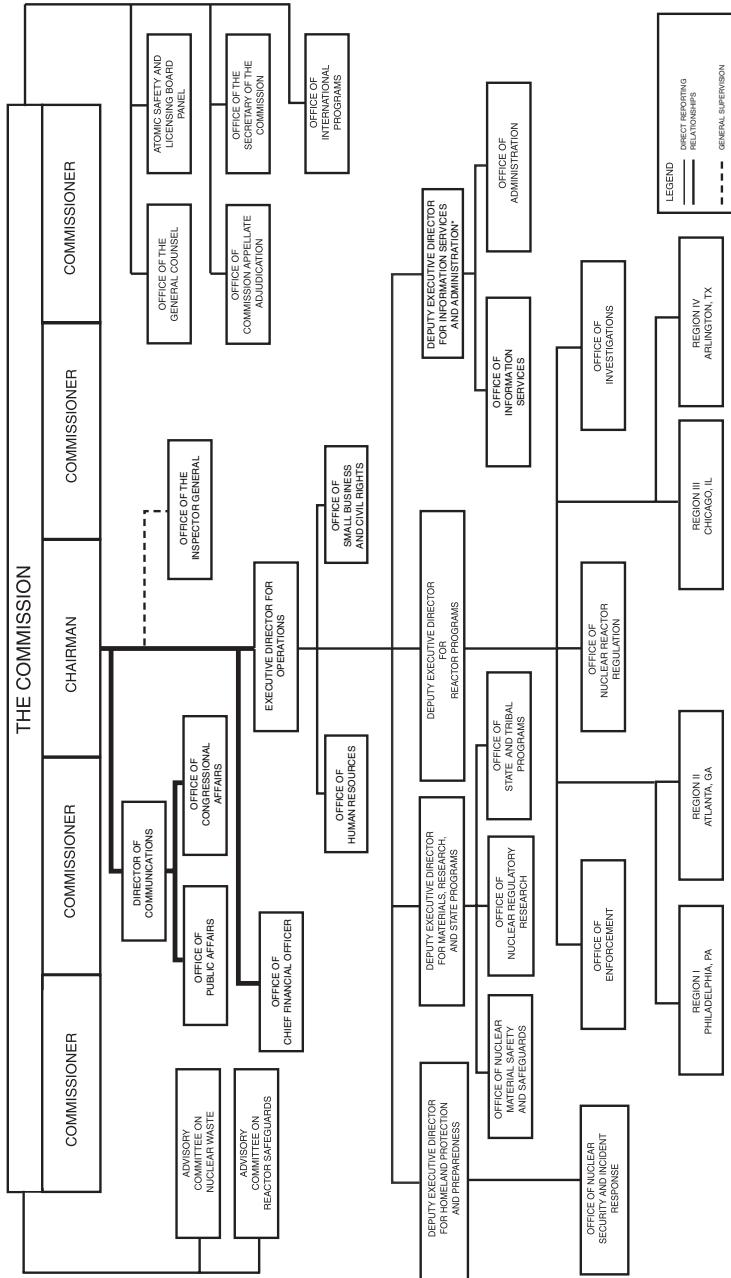 THE COMMISSION
COMMISSIONER
COMMISSIONER
CHAIRMAN
COMMISSIONER
COMMISSIONER
ADVISORY
COMMITTEE ON
NUCLEAR WASTE
ADVISORY
COMMITTEE ON
REACTOR SAFEGUARDS
DIRECTOR OF
COMMUNICATIONS
OFFICE OF
PUBLIC AFFAIRS
OFFICE OF
CONGRESSIONAL
AFFAIRS
OFFICE OF
CHIEF FINANCIAL OFFICER
OFFICE OF THE
INSPECTOR GENERAL
OFFICE OF THE
GENERAL COUNSEL
ATOMIC SAFETY AND
LICENSING BOARD
PANEL
OFFICE OF
COMMISSION APPELLATE
ADJUDICATION
OFFICE OF THE
SECRETARY OF THE
COMMISSION
OFFICE OF
INTERNATIONAL
PROGRAMS
EXECUTIVE DIRECTOR FOR
OPERATIONS
OFFICE OF
HUMAN RESOURCES
OFFICE OF
SMALL BUSINESS
AND CIVIL RIGHTS
DEPUTY EXECUTIVE DIRECTOR
FOR HOMELAND PROTECTION
AND PREPAREDNESS
DEPUTY EXECUTIVE DIRECTOR
FOR MATERIALS, RESEARCH,
AND STATE PROGRAMS
DEPUTY EXECUTIVE DIRECTOR
FOR
REACTOR PROGRAMS
DEPUTY EXECUTIVE DIRECTOR
FOR INFORMATION SERVICES
AND ADMINISTRATION*
OFFICE OF NUCLEAR
MATERIAL SAFETY
AND SAFEGUARDS
OFFICE OF
NUCLEAR REGULATORY
RESEARCH
OFFICE OF
STATE AND TRIBAL
PROGRAMS
OFFICE OF
INFORMATION
SERVICES
OFFICE OF
ADMINISTRATION
OFFICE OF NUCLEAR
SECURITY AND INCIDENT
RESPONSE
OFFICE OF
ENFORCEMENT
OFFICE OF
NUCLEAR REACTOR
REGULATION
OFFICE OF
INVESTIGATIONS
REGION I
PHILADELPHIA, PA
REGION II
ATLANTA, GA
REGION III
CHICAGO, IL
REGION IV
ARLINGTON, TX
LEGEND
DIRECT REPORTING
RELATIONSHIPS
GENERAL SUPERVISION